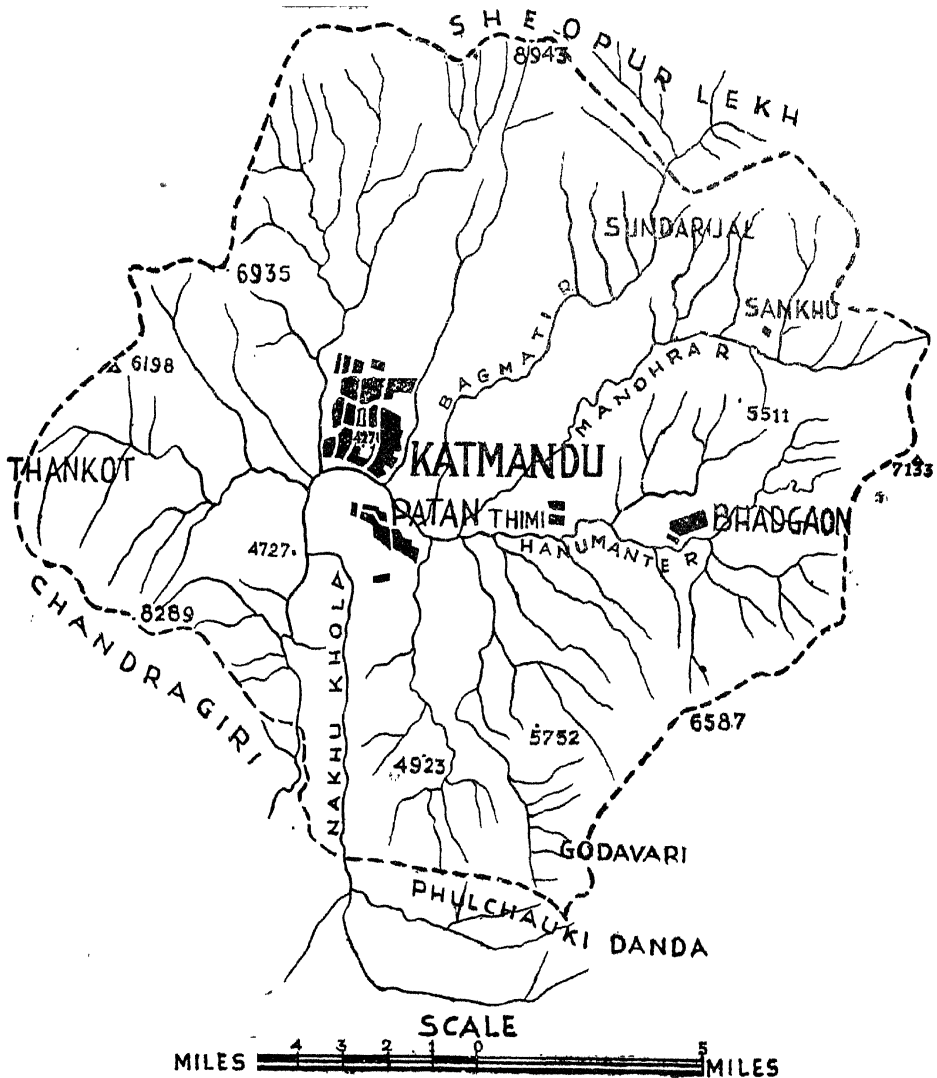 SHEOPUR LEKH
8943
SUNDARIJAL
6935
BAGMATI R
SANKHU
MANDHRA R
6198
5511
4271
KATMANDU
THANKOT
7133
PATAN
THIMI
BHADGAON
HANUMANTE R
4727
CHANDRAGIRI
8289
NAKHU KHOLA
6587
5752
4923
GODAVARI
PHULCHAUKI DANDA
SCALE
4 3 2 1 0 5
MILES MILES